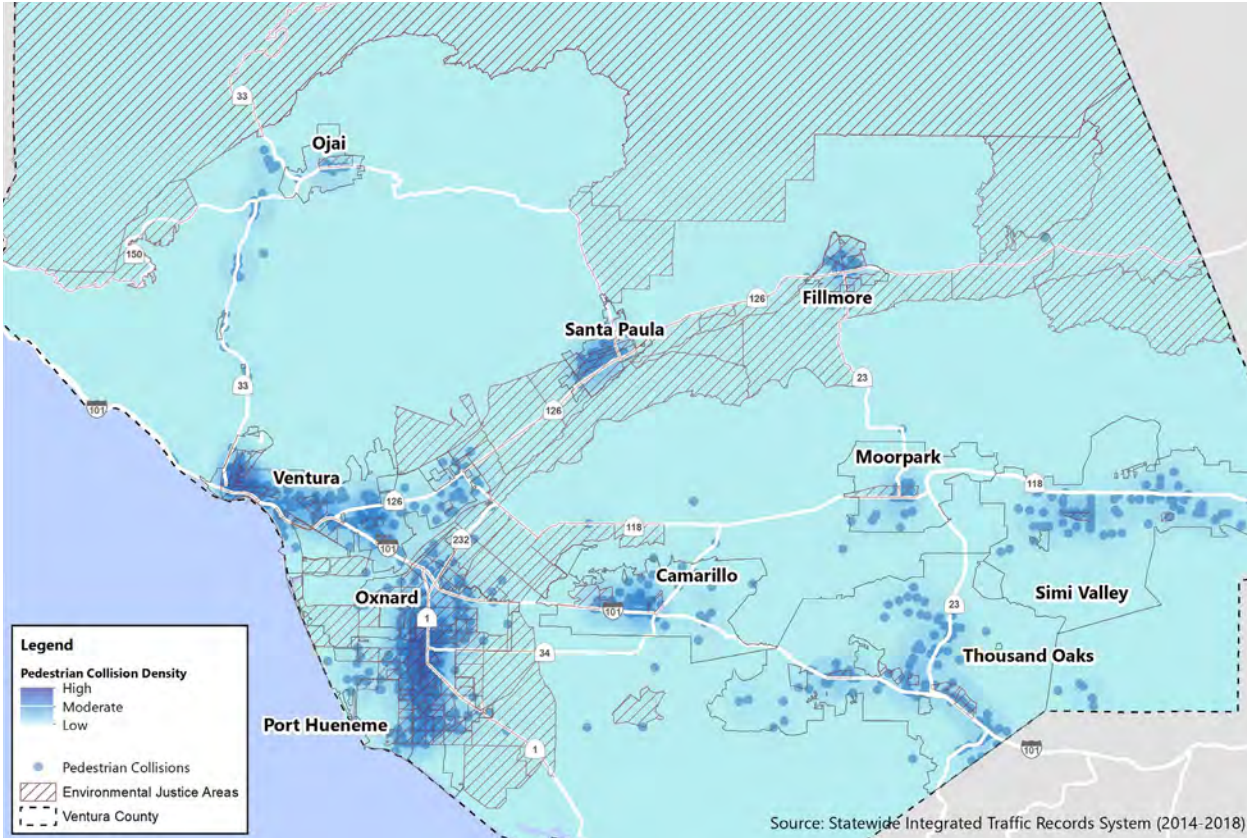 33
Ojai
150
126
Fillmore
Santa Paula
23
33
126
101
Moorpark
Ventura
118
126
118
232
101
Camarillo
Oxnard
101
Simi Valley
1
23
34
Thousand Oaks
Port Hueneme
1
101
Legend
Pedestrian Collision Density
High
Moderate
Low
Pedestrian Collisions
Environmental Justice Areas
Ventura County
Source: Statewide Integrated Traffic Records System (2014-2018)